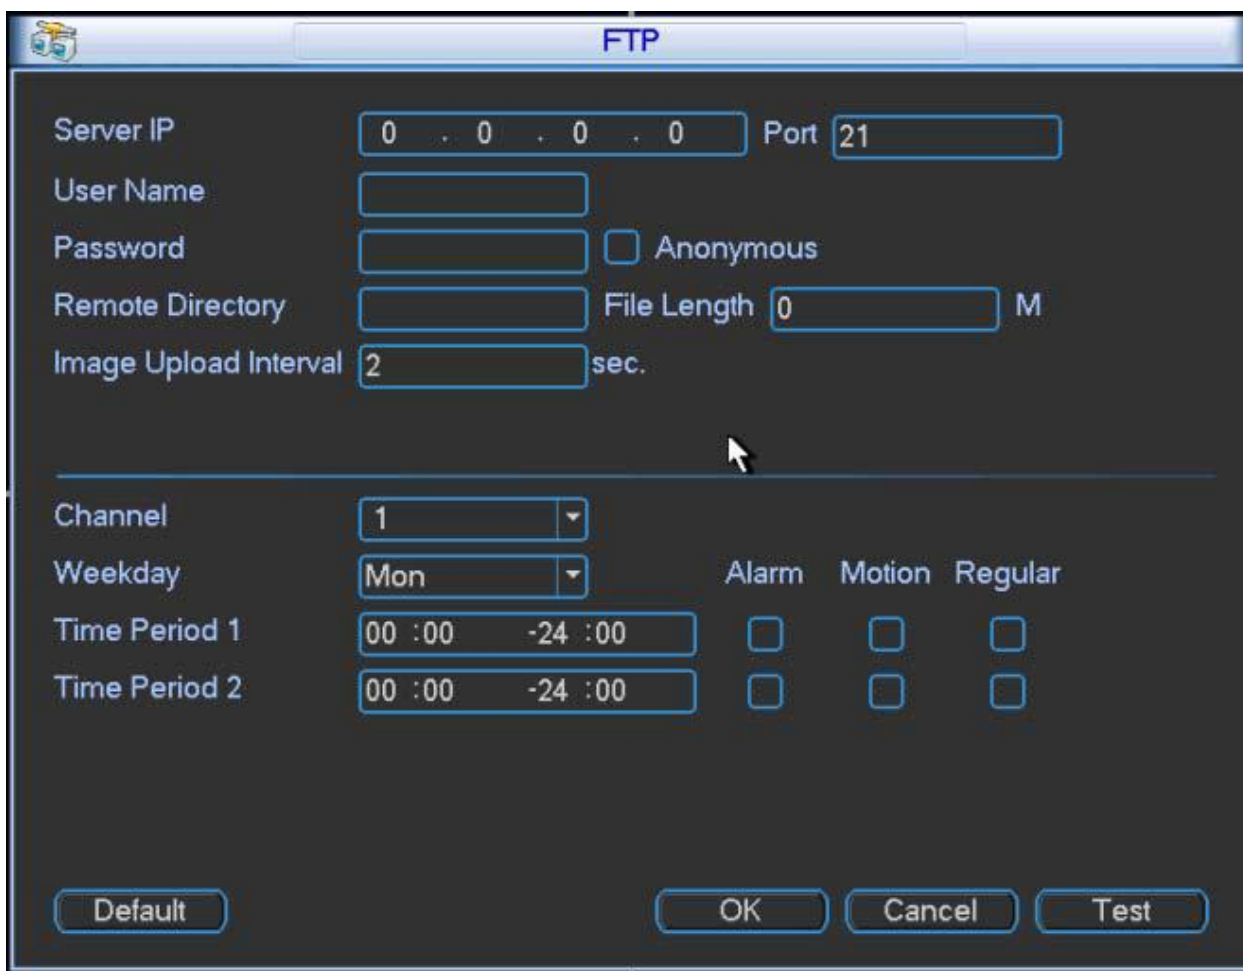 FTP
Server IP 0 . 0 . 0 . 0 Port 21
User Name
Password Anonymous
Remote Directory File Length 0 M
Image Upload Interval 2 sec.
Channel 1
Weekday Mon Alarm Motion Regular
Time Period 1 00 :00 -24 :00
Time Period 2 00 :00 -24 :00
Default OK Cancel Test